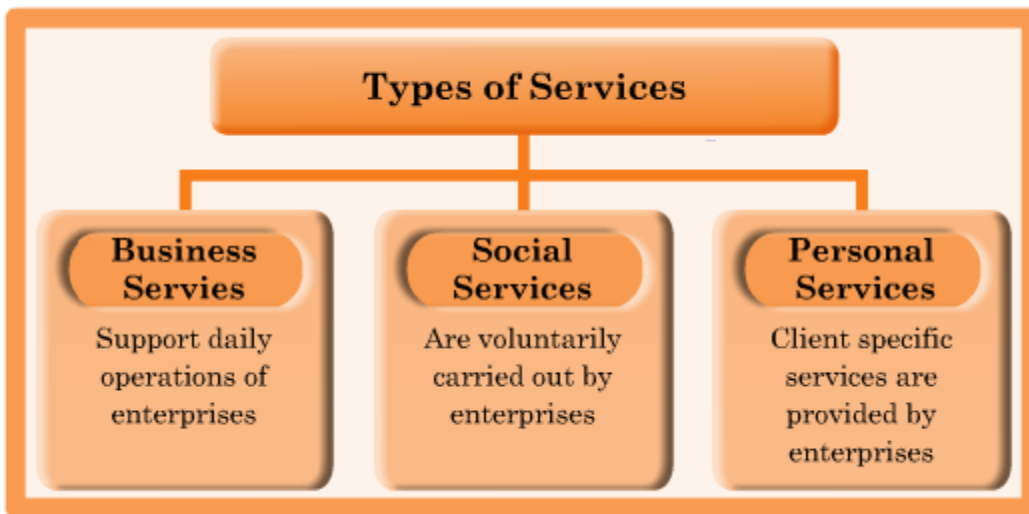 Types of Services
Business
Servies
Support daily
operations of
enterprises
Social
Services
Are voluntarily
carried out by
enterprises
Personal
Services
Client specific
services are
provided by
enterprises